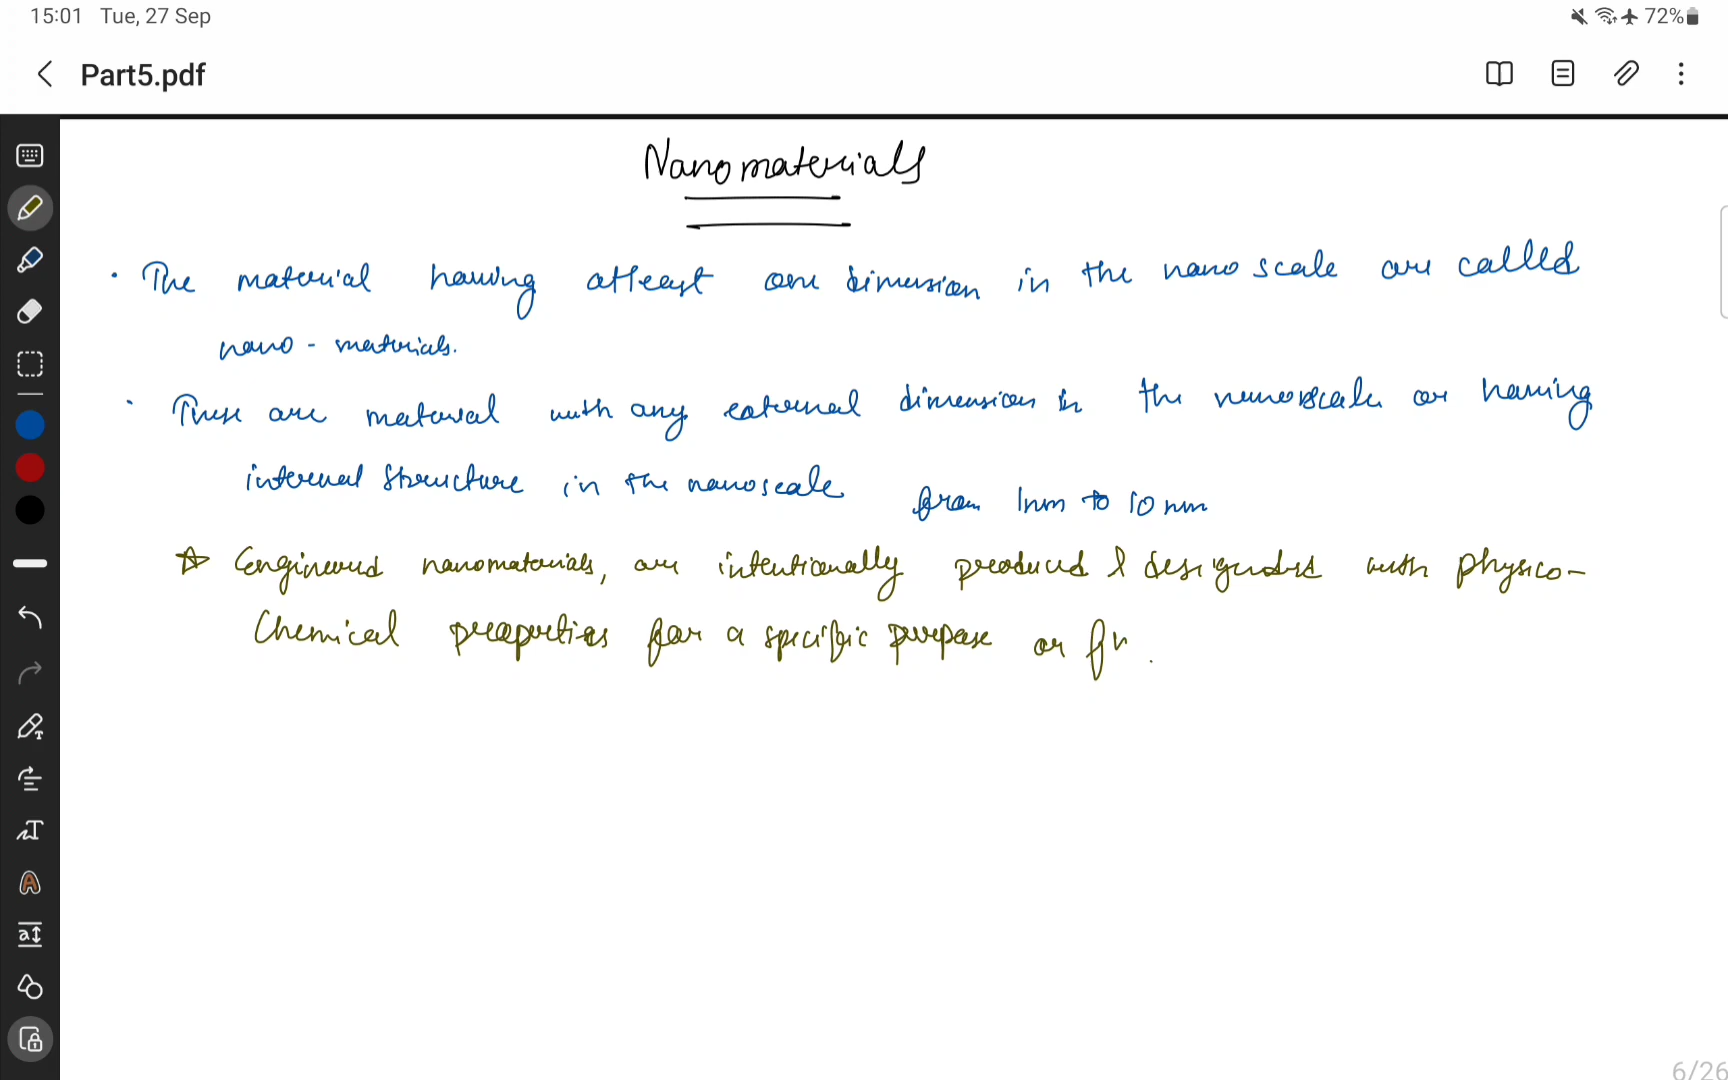 15:01 Tue, 27 Sep 72%
Part5.pdf
Nanomaterials
• The material having atleast one dimension in the nano scale are called
nano - materials.
• These are material with any external dimension in the nanoscale or having
internal structure in the nanoscale from 1nm to 10 nm
☆ Engineered nanomaterials, are intentionally produced & designed with physico-
Chemical properties for a specific purpose or fn.
6/26